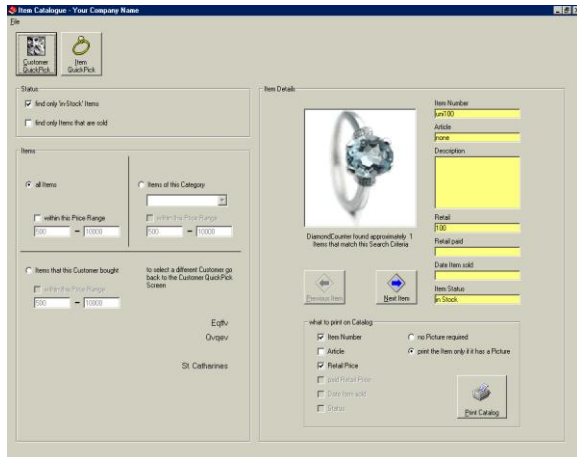 Item Catalogue - Your Company Name
File
Customer QuickPick
Item QuickPick
Status
find only 'in-Stock' Items
find only Items that are sold
Items
all Items
Items of this Category
within this Price Range
within this Price Range
500 – 10000
500 – 10000
Items that this Customer bought
to select a different Customer go
back to the Customer QuickPick
Screen
within this Price Range
500 – 10000
Eqtlv
Ovqev
St. Catharines
Item Details
Item Number
uni100
Article
none
Description
DiamondCounter found approximately 1
Items that match this Search Criteria
Retail
100
Retail paid
Date Item sold
Item Status
in Stock
Previous Item
Next Item
what to print on Catalog
Item Number
no Picture required
Article
print the Item only if it has a Picture
Retail Price
paid Retail Price
Date Item sold
Status
Print Catalog